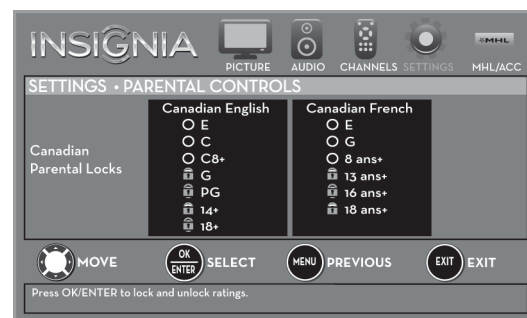 INSIGNIA
PICTURE
AUDIO
CHANNELS
SETTINGS
MHL
MHL/ACC
SETTINGS • PARENTAL CONTROLS
Canadian Parental Locks
Canadian English
E
C
C8+
G
PG
14+
18+
Canadian French
E
G
8 ans+
13 ans+
16 ans+
18 ans+
MOVE
OK
ENTER
SELECT
MENU
PREVIOUS
EXIT
EXIT
Press OK/ENTER to lock and unlock ratings.